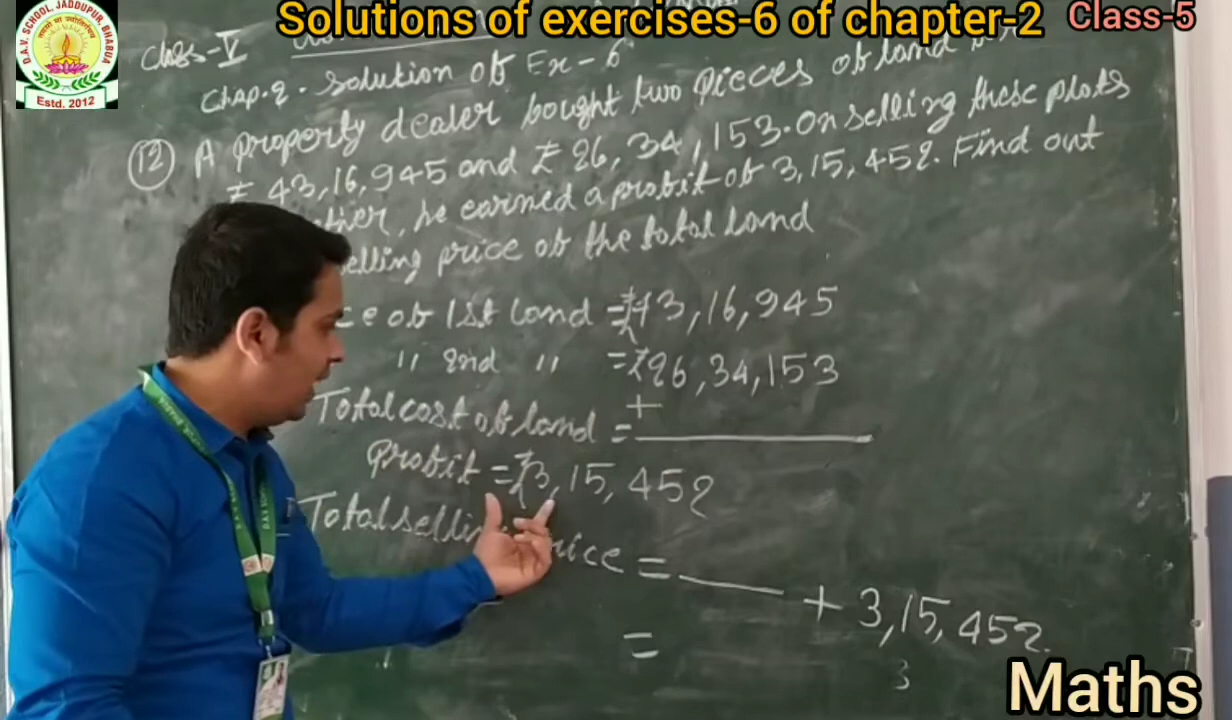 Solutions of exercises-6 of chapter-2 Class-5
D.A.V. SCHOOL, JADDUPUR, BHABUA
Estd. 2012
Class-V
Chap.2. Solution of Ex-6
(12) A property dealer bought two pieces of land
₹ 43,16,945 and ₹ 26,34,153. On selling these plots
he earned a profit of 3,15,452. Find out
selling price of the total land
of 1st land = ₹43,16,945
" 2nd " = ₹26,34,153
+
Total cost of land =
Profit = ₹3,15,452
Total selling price = + 3,15,452.
=
3
Maths